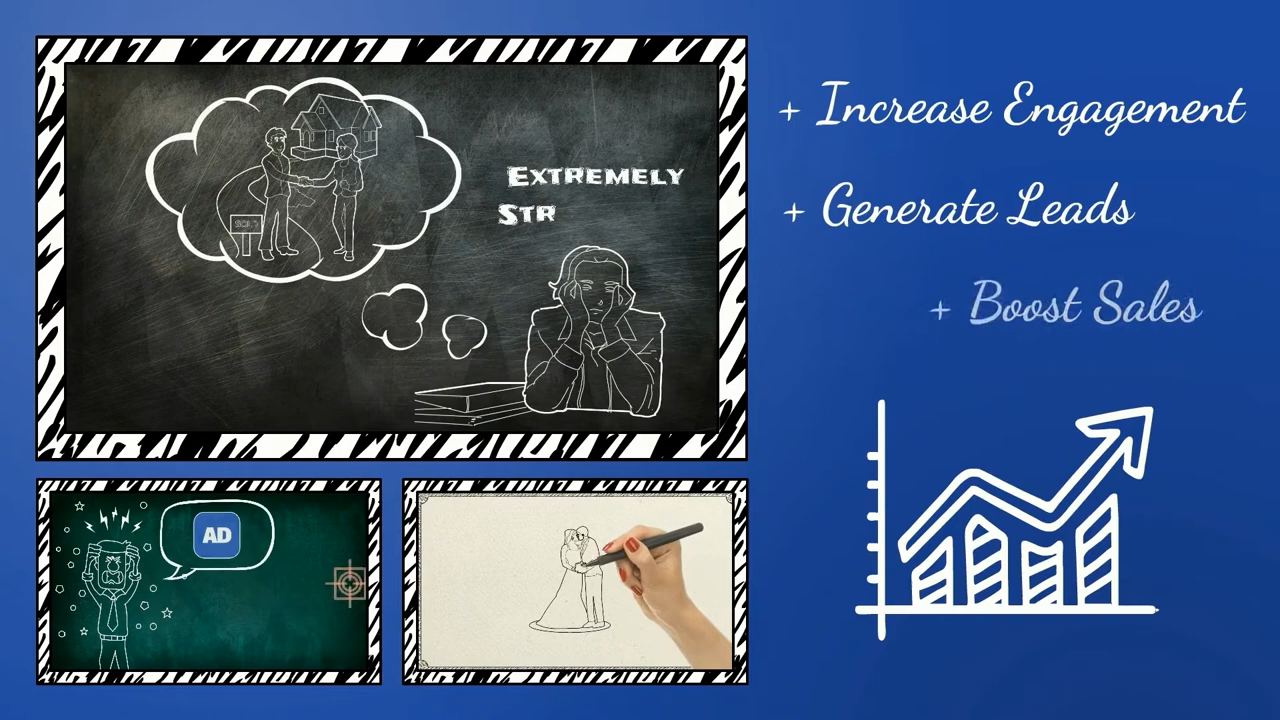 EXTREMELY
STR
+ Increase Engagement
+ Generate Leads
+ Boost Sales
AD